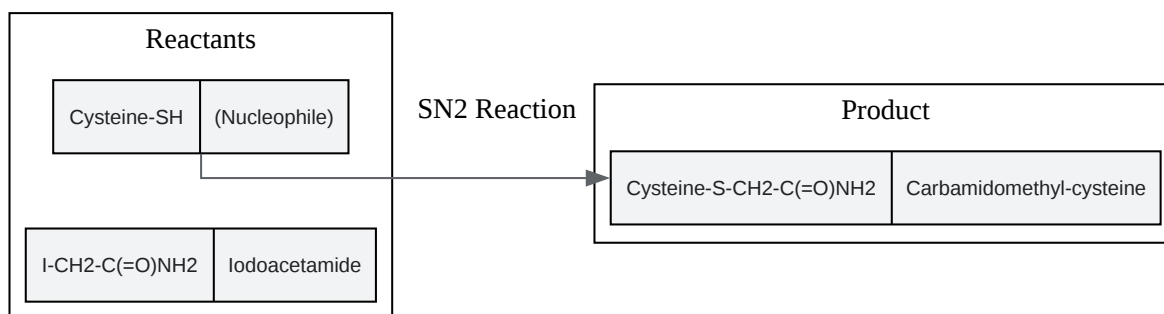 Reactants
Cysteine-SH
(Nucleophile)
I-CH2-C(=O)NH2
Iodoacetamide
SN2 Reaction
Product
Cysteine-S-CH2-C(=O)NH2
Carbamidomethyl-cysteine